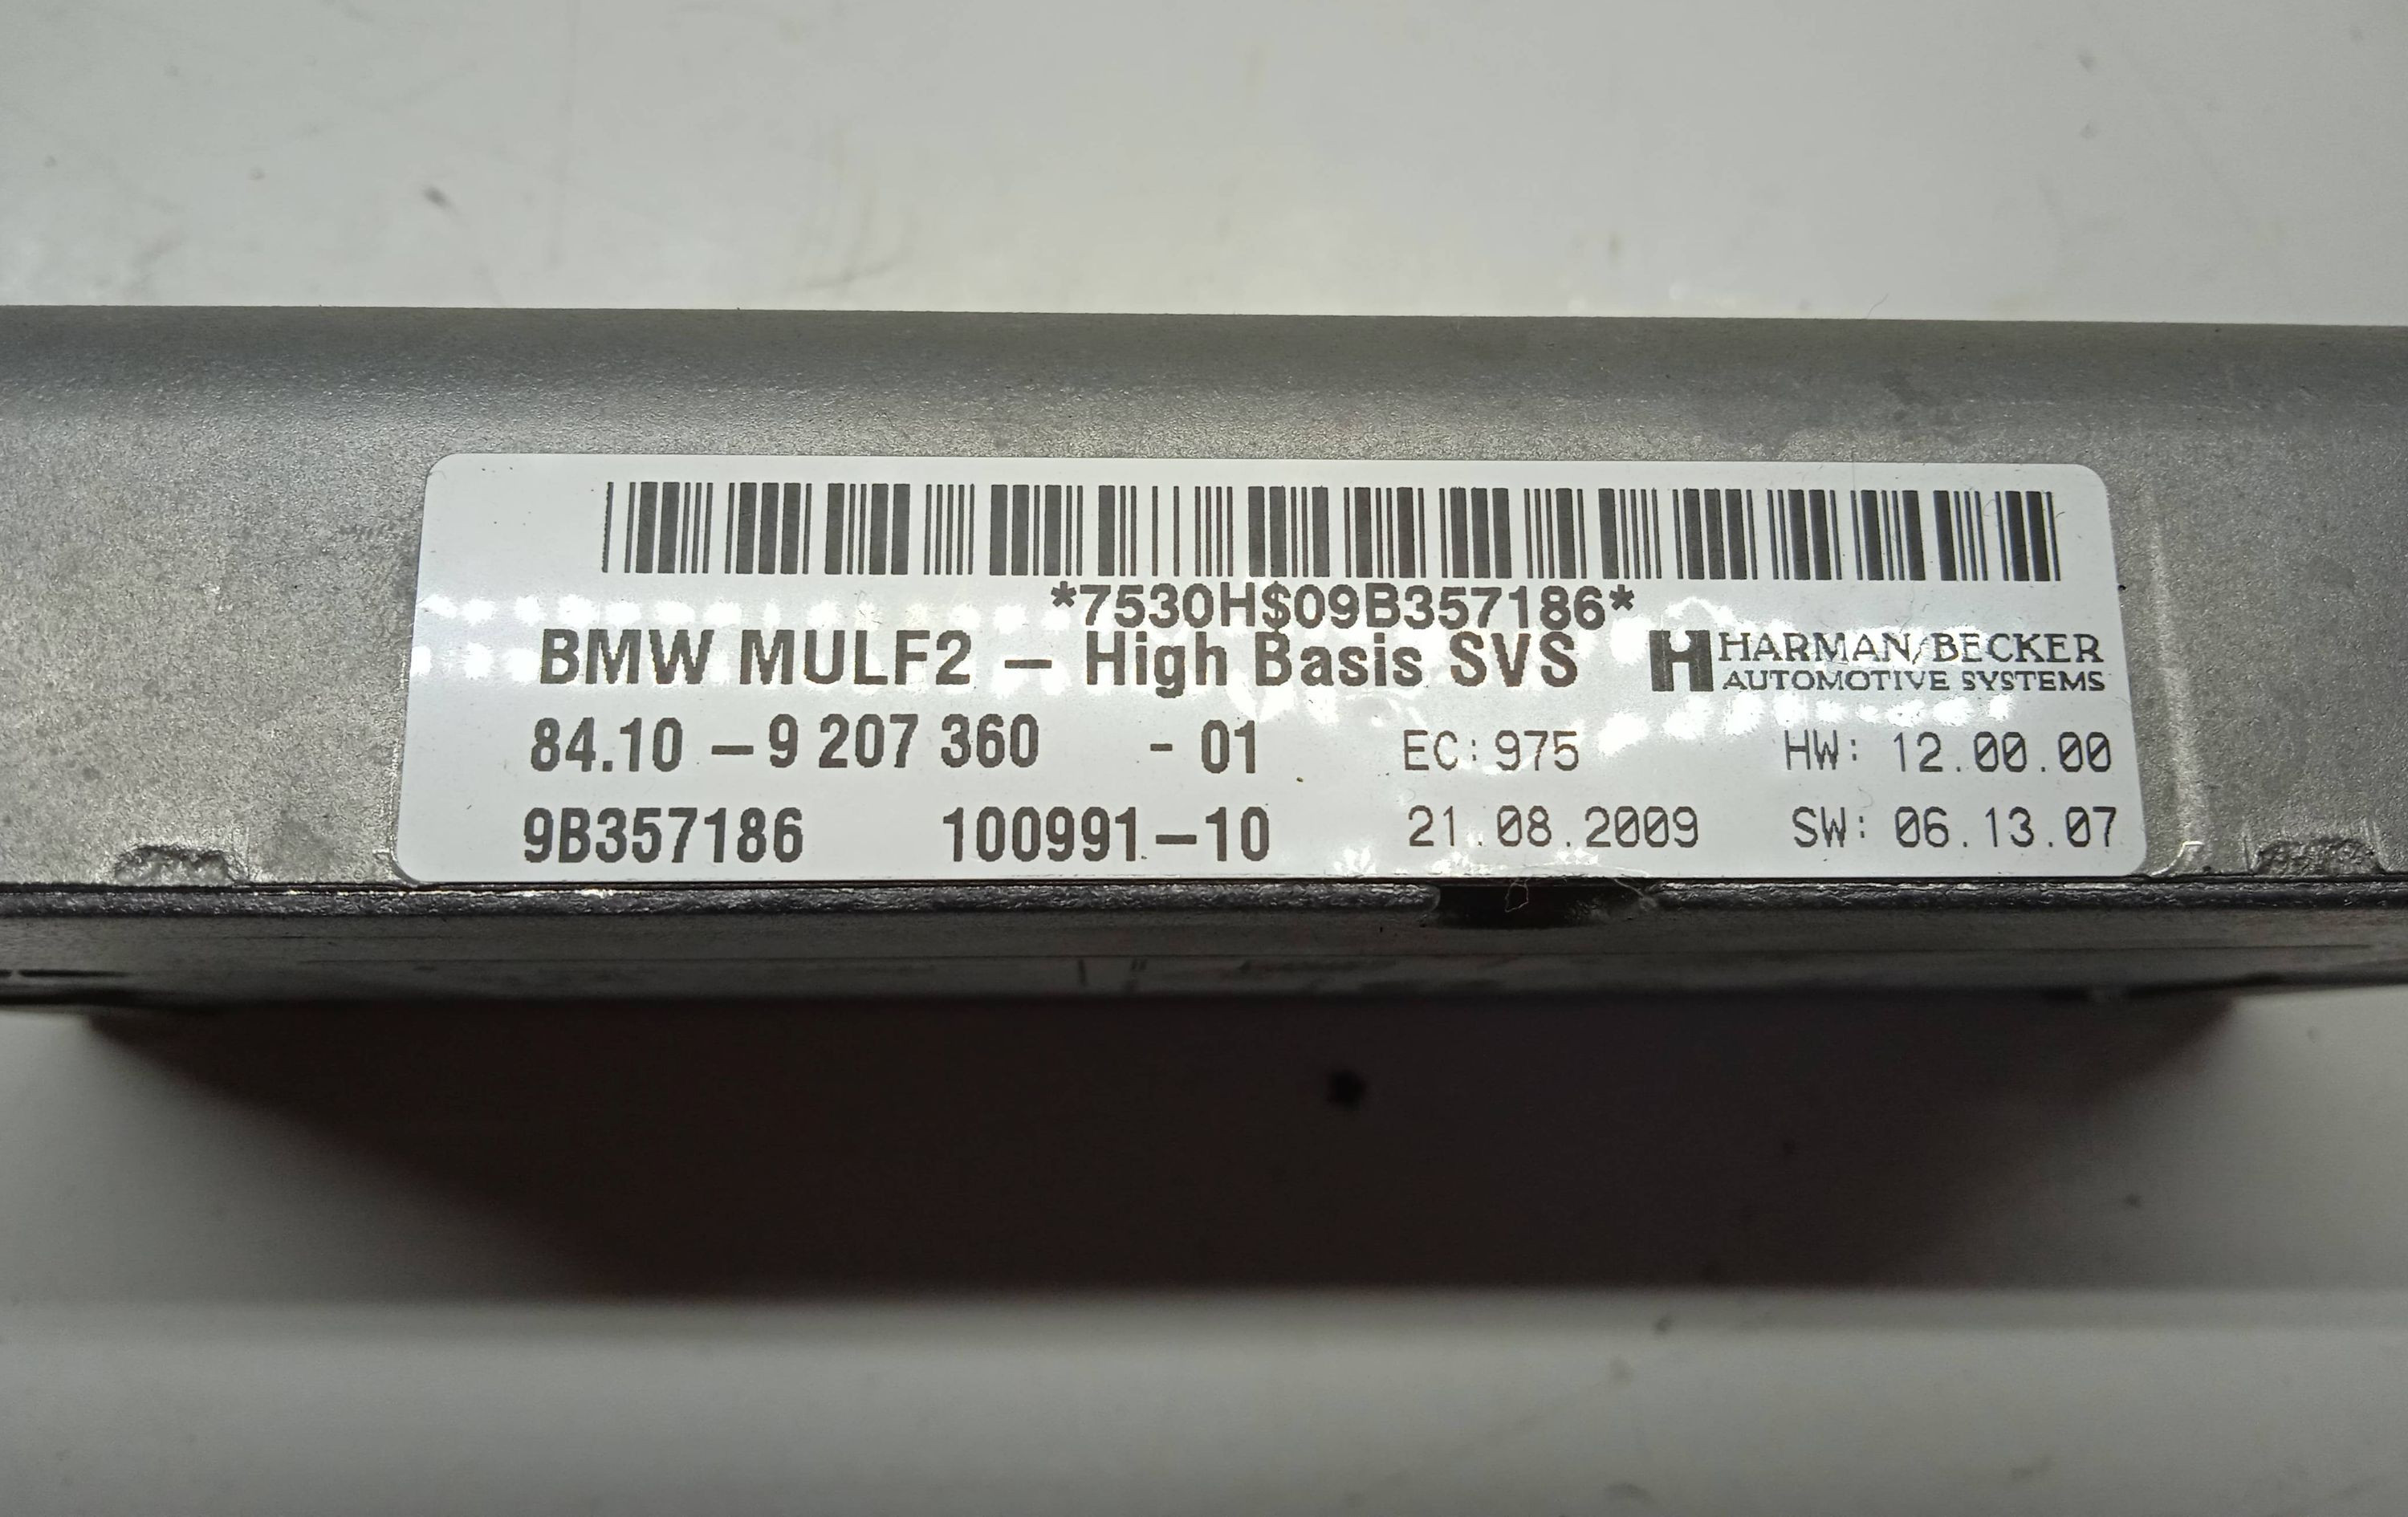 *7530H$09B357186*
BMW MULF2 – High Basis SVS
HARMAN/BECKER
AUTOMOTIVE SYSTEMS
84.10 – 9 207 360 - 01 EC: 975 HW: 12.00.00
9B357186 100991–10 21.08.2009 SW: 06.13.07